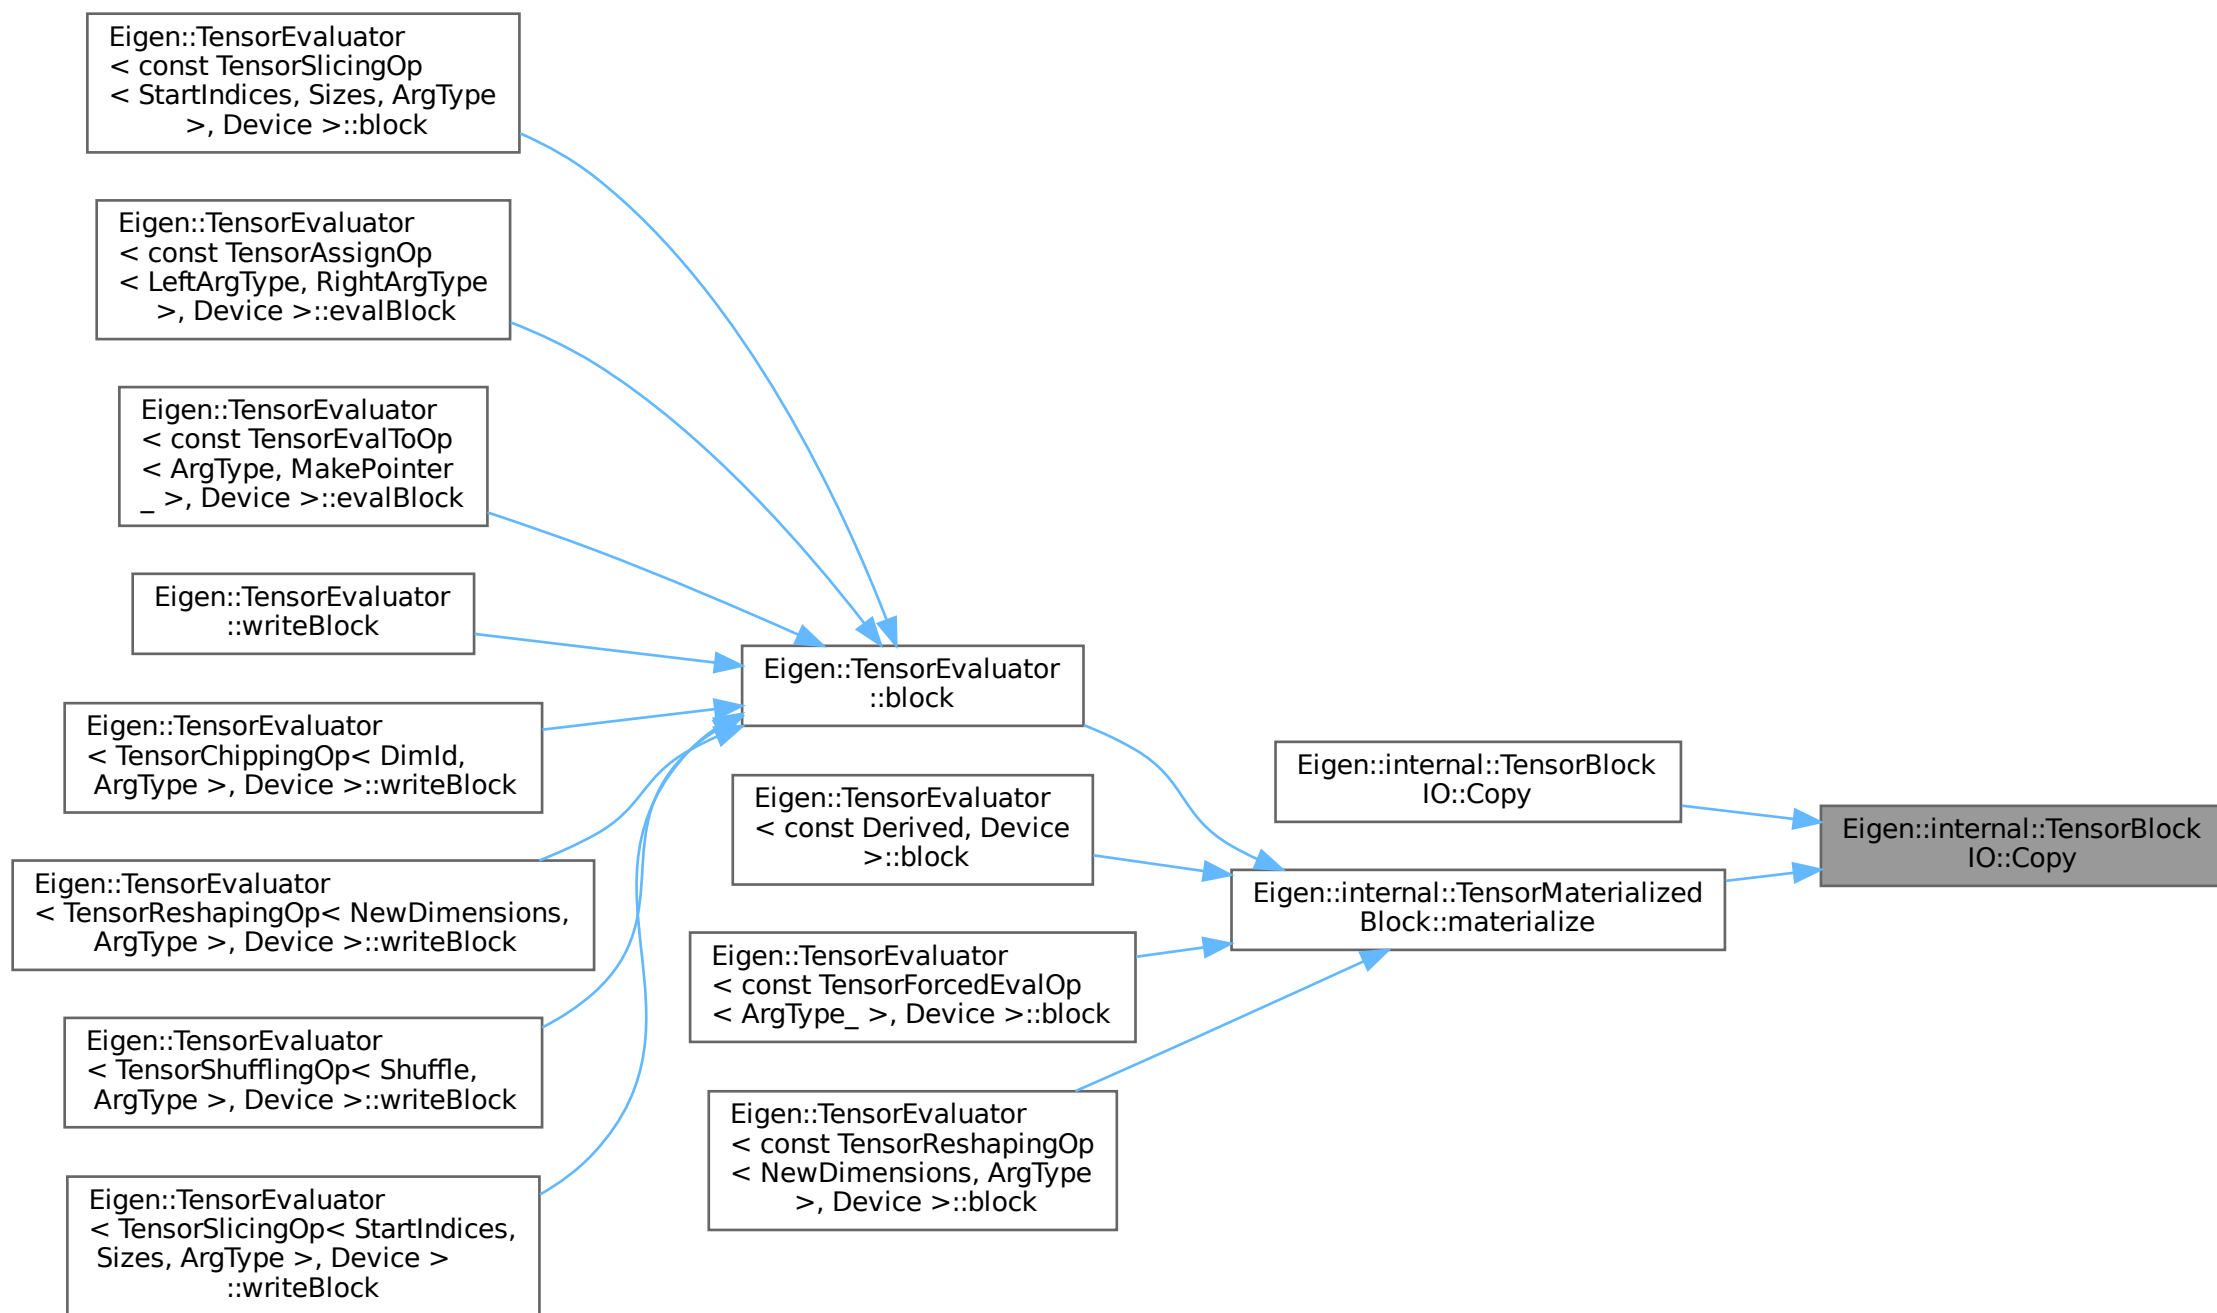 Eigen::TensorEvaluator
< const TensorSlicingOp
< StartIndices, Sizes, ArgType
>, Device >::block
Eigen::TensorEvaluator
< const TensorAssignOp
< LeftArgType, RightArgType
>, Device >::evalBlock
Eigen::TensorEvaluator
< const TensorEvalToOp
< ArgType, MakePointer
_ >, Device >::evalBlock
Eigen::TensorEvaluator
::writeBlock
Eigen::TensorEvaluator
< TensorChippingOp< DimId,
ArgType >, Device >::writeBlock
Eigen::TensorEvaluator
< TensorReshapingOp< NewDimensions,
ArgType >, Device >::writeBlock
Eigen::TensorEvaluator
< TensorShufflingOp< Shuffle,
ArgType >, Device >::writeBlock
Eigen::TensorEvaluator
< TensorSlicingOp< StartIndices,
Sizes, ArgType >, Device >
::writeBlock
Eigen::TensorEvaluator
::block
Eigen::TensorEvaluator
< const Derived, Device
>::block
Eigen::TensorEvaluator
< const TensorForcedEvalOp
< ArgType_ >, Device >::block
Eigen::TensorEvaluator
< const TensorReshapingOp
< NewDimensions, ArgType
>, Device >::block
Eigen::internal::TensorBlock
IO::Copy
Eigen::internal::TensorMaterialized
Block::materialize
Eigen::internal::TensorBlock
IO::Copy